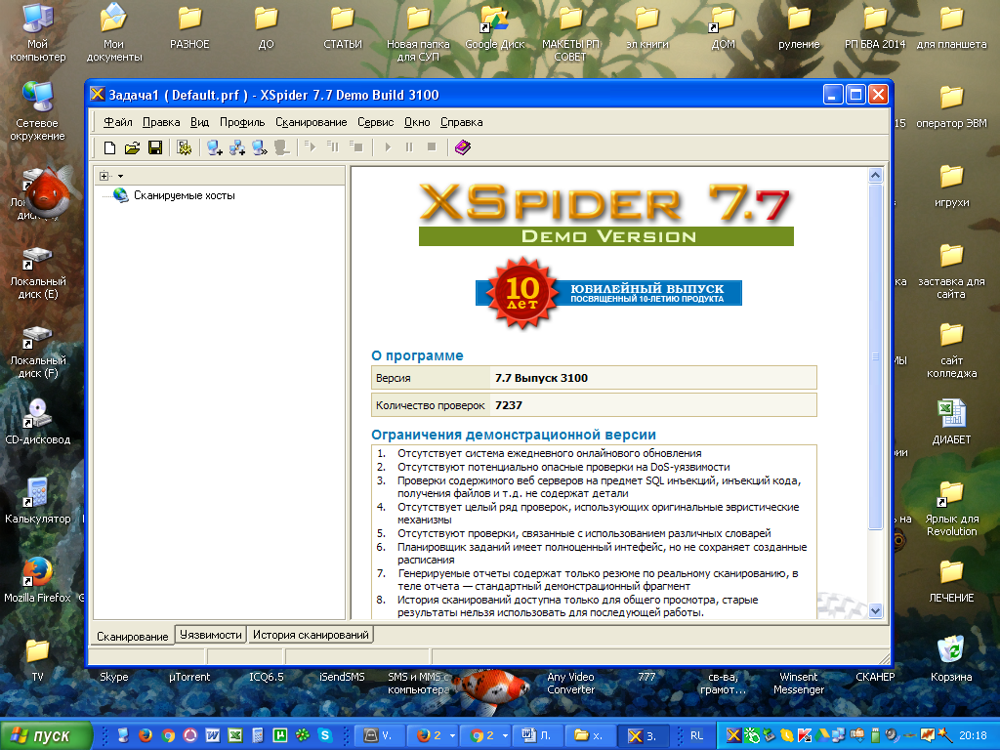 Мой
компьютер
Мои
документы
РАЗНОЕ
ДО
СТАТЬИ
Новая папка
для СУП
Google Диск
МАКЕТЫ РП
СОВЕТ
эл книги
ДОМ
руление
РП БВА 2014
для планшета
Задача1 ( Default.prf ) - XSpider 7.7 Demo Build 3100
Файл Правка Вид Профиль Сканирование Сервис Окно Справка
Сканируемые хосты
XSpider 7.7
Demo Version
10
лет
ЮБИЛЕЙНЫЙ ВЫПУСК
ПОСВЯЩЕННЫЙ 10-ЛЕТИЮ ПРОДУКТА
О программе
Версия 7.7 Выпуск 3100
Количество проверок 7237
Ограничения демонстрационной версии
1. Отсутствует система ежедневного онлайнового обновления
2. Отсутствуют потенциально опасные проверки на DoS-уязвимости
3. Проверки содержимого веб серверов на предмет SQL инъекций, инъекций кода,
получения файлов и т.д. не содержат детали
4. Отсутствует целый ряд проверок, использующих оригинальные эвристические
механизмы
5. Отсутствуют проверки, связанные с использованием различных словарей
6. Планировщик заданий имеет полноценный интефейс, но не сохраняет созданные
расписания
7. Генерируемые отчеты содержат только резюме по реальному сканированию, в
теле отчета — стандартный демонстрационный фрагмент
8. История сканирований доступна только для общего просмотра, старые
результаты нельзя использовать для последующей работы.
Сканирование Уязвимости История сканирований
Сетевое
окружение
Локальный
диск (E)
Локальный
диск (F)
CD-дисковод
Калькулятор
Mozilla Firefox
TV
15
оператор ЭВМ
игрухи
заставка для
сайта
сайт
колледжа
ДИАБЕТ
на
Ярлык для
Revolution
ЛЕЧЕНИЕ
Skype
µTorrent
ICQ6.5
iSendSMS
SMS и MMS с
компьютера
Any Video
Converter
777
св-ва,
грамот...
Winsent
Messenger
СКАНЕР
Корзина
пуск
V.
2
2
П.
х.
З.
RL
20:18